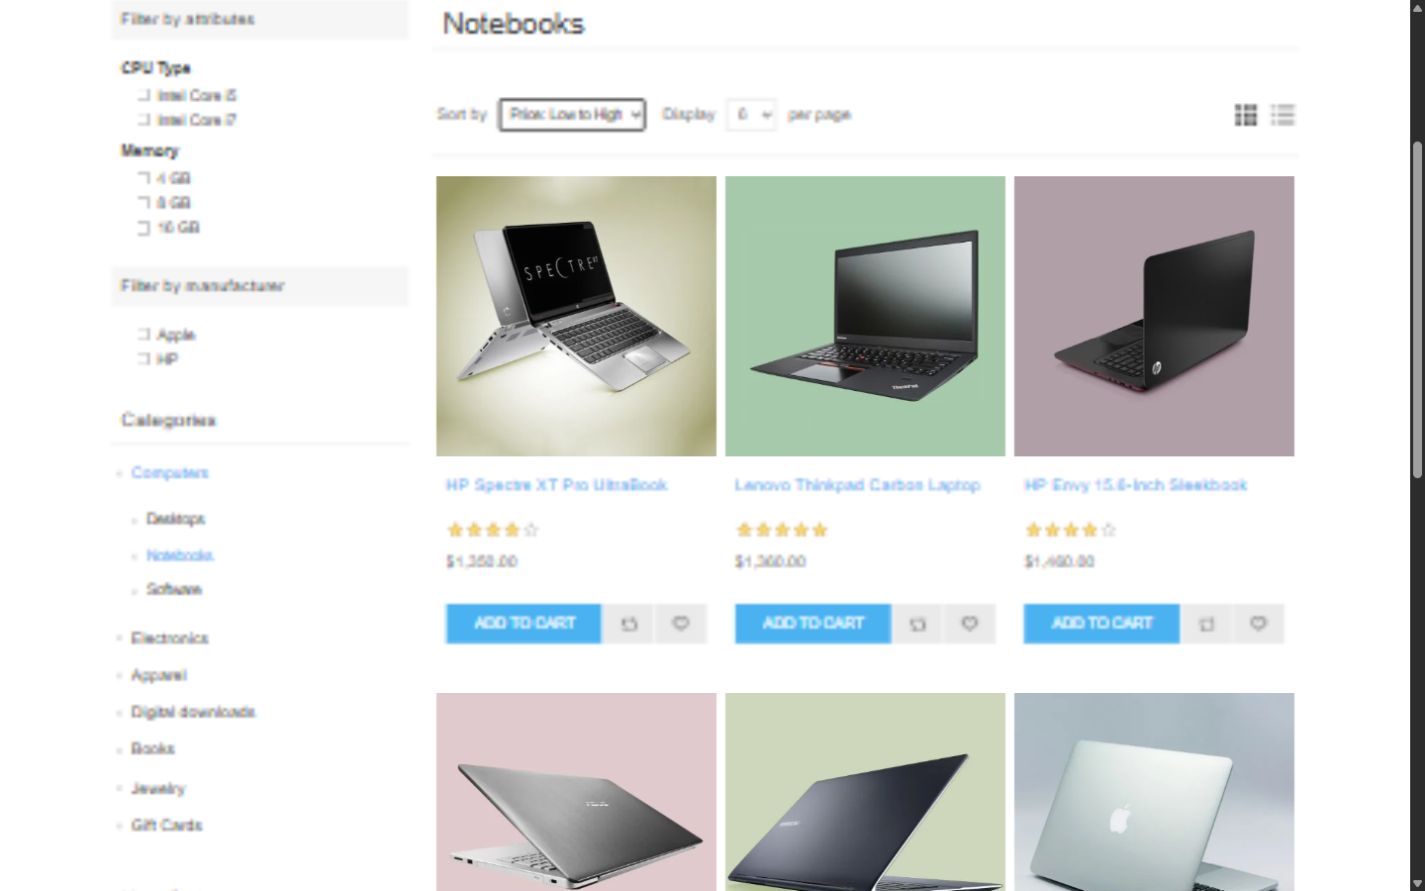 Filter by attributes
CPU Type
Intel Core i5
Intel Core i7
Memory
4 GB
8 GB
16 GB
Filter by manufacturer
Apple
HP
Categories
Computers
Desktops
Notebooks
Software
Electronics
Apparel
Digital downloads
Books
Jewelry
Gift Cards
Notebooks
Sort by Price: Low to High Display 6 per page
SPECTRE XT
ThinkPad
hp
HP Spectre XT Pro UltraBook
$1,350.00
ADD TO CART
Lenovo Thinkpad Carbon Laptop
$1,360.00
ADD TO CART
HP Envy 15.6-Inch Sleekbook
$1,460.00
ADD TO CART